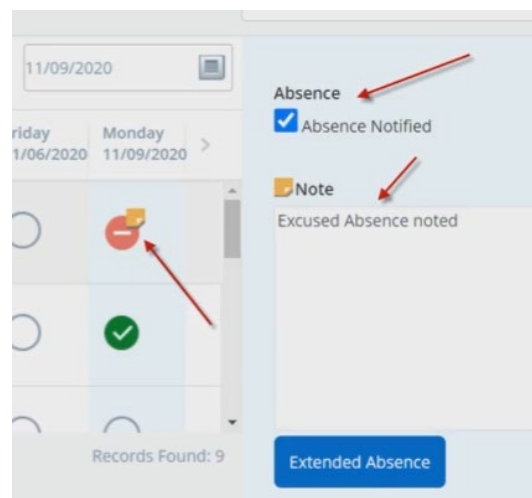 11/09/2020
riday
1/06/2020
Monday
11/09/2020
Records Found: 9
Absence
Absence Notified
Note
Excused Absence noted
Extended Absence